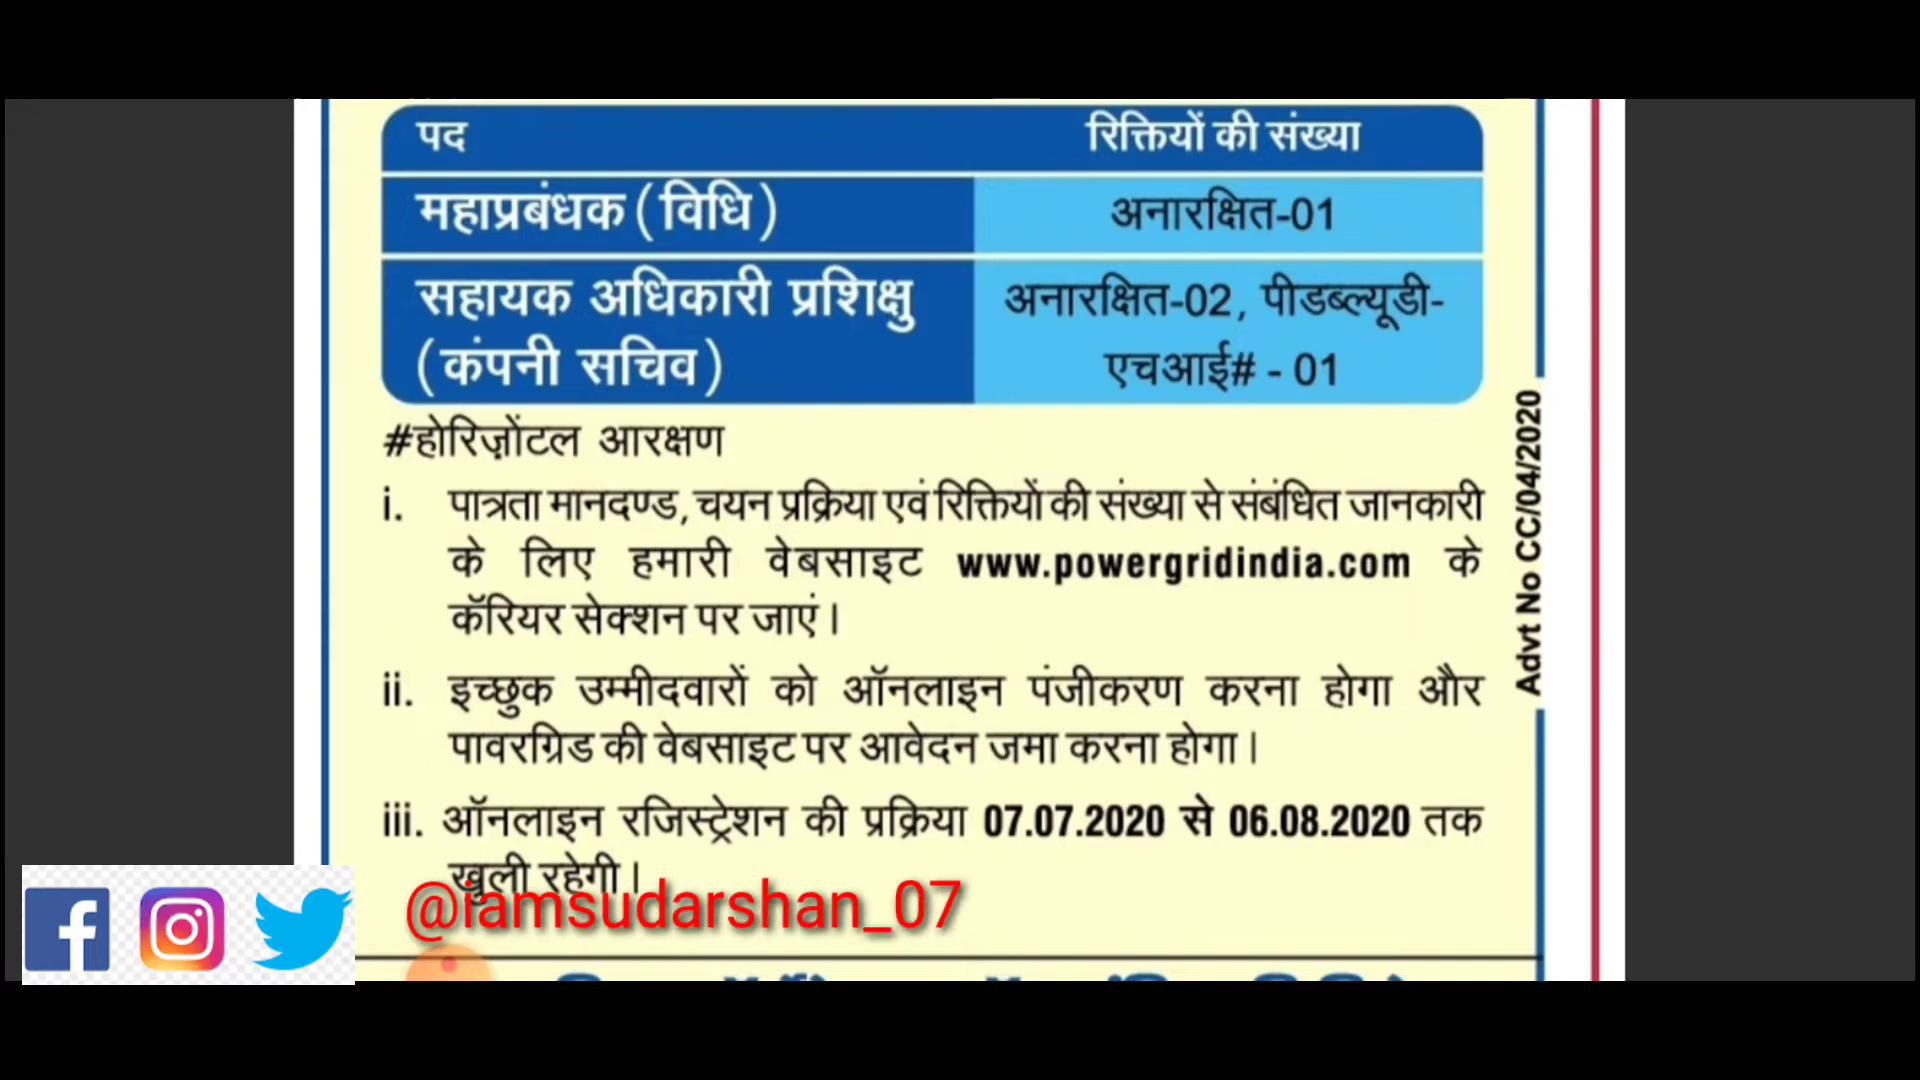 पद रिक्तियों की संख्या
महाप्रबंधक (विधि) अनारक्षित-01
सहायक अधिकारी प्रशिक्षु अनारक्षित-02, पीडब्ल्यूडी-
(कंपनी सचिव) एचआई# - 01
#होरिज़ोंटल आरक्षण
i. पात्रता मानदण्ड, चयन प्रक्रिया एवं रिक्तियों की संख्या से संबंधित जानकारी
के लिए हमारी वेबसाइट www.powergridindia.com के
कॅरियर सेक्शन पर जाएं।
ii. इच्छुक उम्मीदवारों को ऑनलाइन पंजीकरण करना होगा और
पावरग्रिड की वेबसाइट पर आवेदन जमा करना होगा।
iii. ऑनलाइन रजिस्ट्रेशन की प्रक्रिया 07.07.2020 से 06.08.2020 तक
खुली रहेगी।
Advt No CC/04/2020
@iamsudarshan_07